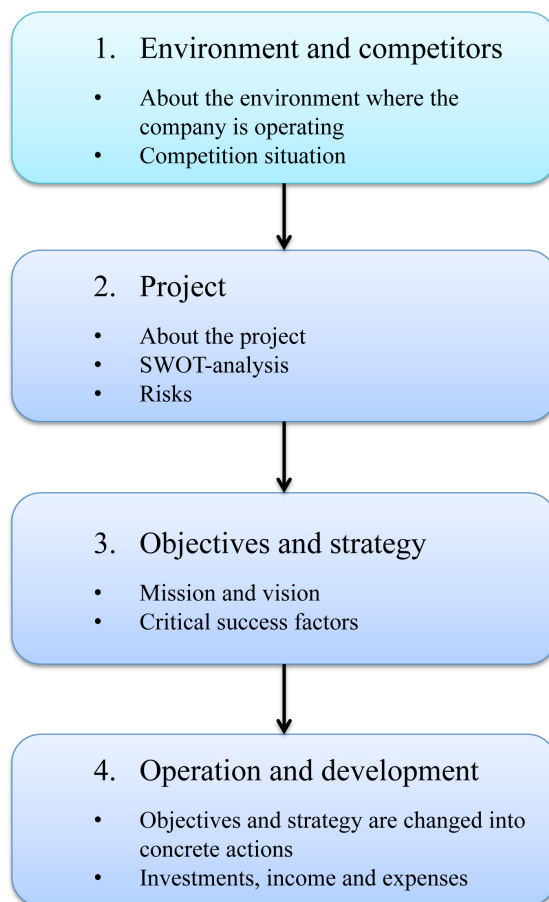 1. Environment and competitors
• About the environment where the
company is operating
• Competition situation
2. Project
• About the project
• SWOT-analysis
• Risks
3. Objectives and strategy
• Mission and vision
• Critical success factors
4. Operation and development
• Objectives and strategy are changed into
concrete actions
• Investments, income and expenses